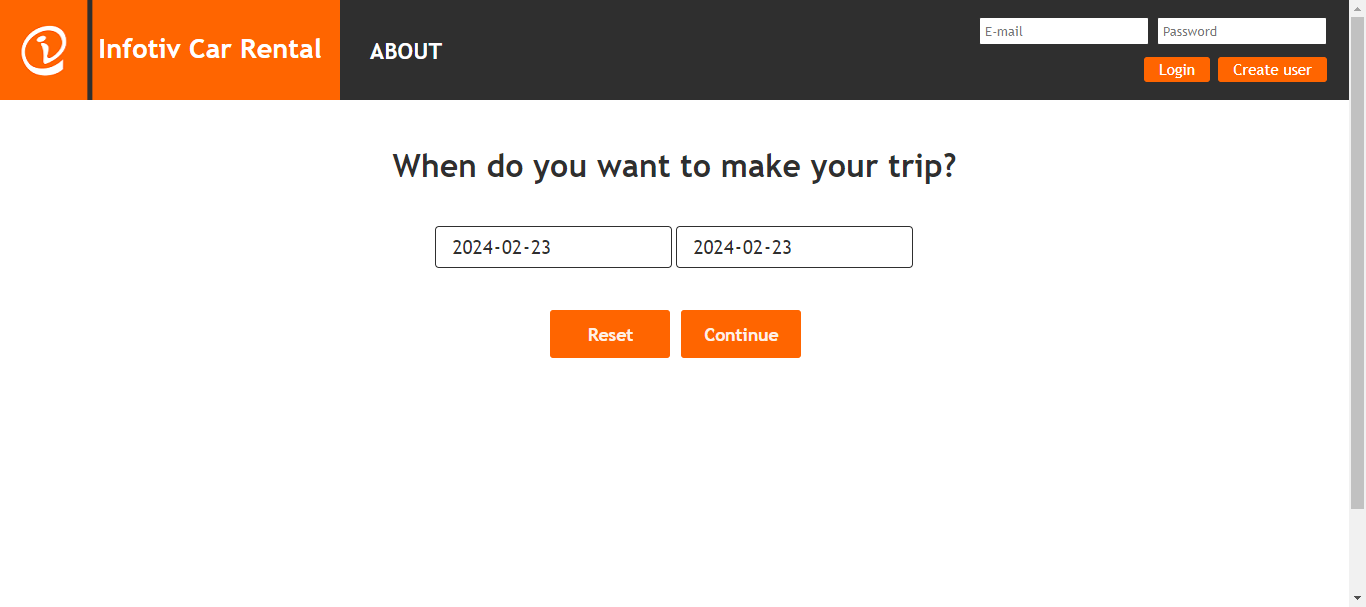 Infotiv Car Rental
ABOUT
E-mail
Password
Login
Create user
When do you want to make your trip?
2024-02-23
2024-02-23
Reset
Continue